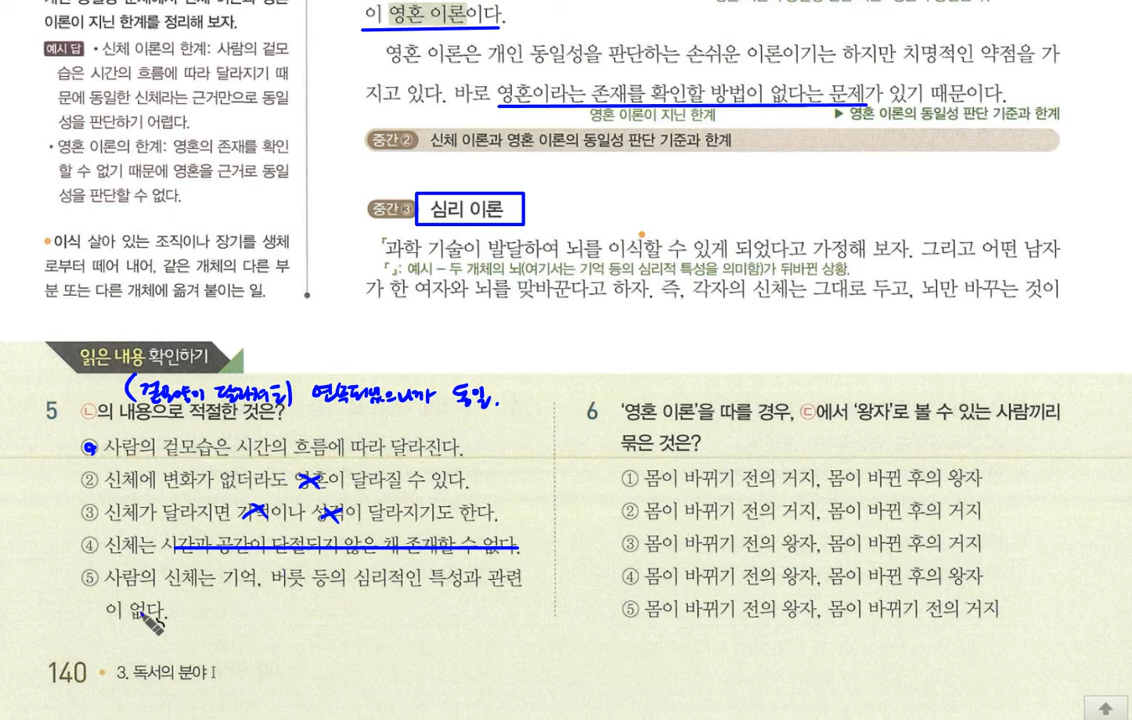 이론이 지닌 한계를 정리해 보자.
예시 답 • 신체 이론의 한계: 사람의 겉모
습은 시간의 흐름에 따라 달라지기 때
문에 동일한 신체라는 근거만으로 동일
성을 판단하기 어렵다.
• 영혼 이론의 한계: 영혼의 존재를 확인
할 수 없기 때문에 영혼을 근거로 동일
성을 판단할 수 없다.
• 이식 살아 있는 조직이나 장기를 생체
로부터 떼어 내어, 같은 개체의 다른 부
분 또는 다른 개체에 옮겨 붙이는 일.
이 영혼 이론이다.
영혼 이론은 개인 동일성을 판단하는 손쉬운 이론이기는 하지만 치명적인 약점을 가
지고 있다. 바로 영혼이라는 존재를 확인할 방법이 없다는 문제가 있기 때문이다.
영혼 이론이 지닌 한계
▶ 영혼 이론의 동일성 판단 기준과 한계
중간② 신체 이론과 영혼 이론의 동일성 판단 기준과 한계
중간③ 심리 이론
『과학 기술이 발달하여 뇌를 이식할 수 있게 되었다고 가정해 보자. 그리고 어떤 남자
『 』: 예시 – 두 개체의 뇌(여기서는 기억 등의 심리적 특성을 의미함)가 뒤바뀐 상황.
가 한 여자와 뇌를 맞바꾼다고 하자. 즉, 각자의 신체는 그대로 두고, 뇌만 바꾸는 것이
읽은 내용 확인하기
(겉모양이 달라져도) 연속되었으니까 동일.
5 ㉡의 내용으로 적절한 것은?
① 사람의 겉모습은 시간의 흐름에 따라 달라진다.
② 신체에 변화가 없더라도 영혼이 달라질 수 있다.
③ 신체가 달라지면 기억이나 성격이 달라지기도 한다.
④ 신체는 시간과 공간이 단절되지 않은 채 존재할 수 없다.
⑤ 사람의 신체는 기억, 버릇 등의 심리적인 특성과 관련
이 없다.
6 '영혼 이론'을 따를 경우, ㉢에서 '왕자'로 볼 수 있는 사람끼리
묶은 것은?
① 몸이 바뀌기 전의 거지, 몸이 바뀐 후의 왕자
② 몸이 바뀌기 전의 거지, 몸이 바뀐 후의 거지
③ 몸이 바뀌기 전의 왕자, 몸이 바뀐 후의 거지
④ 몸이 바뀌기 전의 왕자, 몸이 바뀐 후의 왕자
⑤ 몸이 바뀌기 전의 왕자, 몸이 바뀌기 전의 거지
140 • 3. 독서의 분야 I